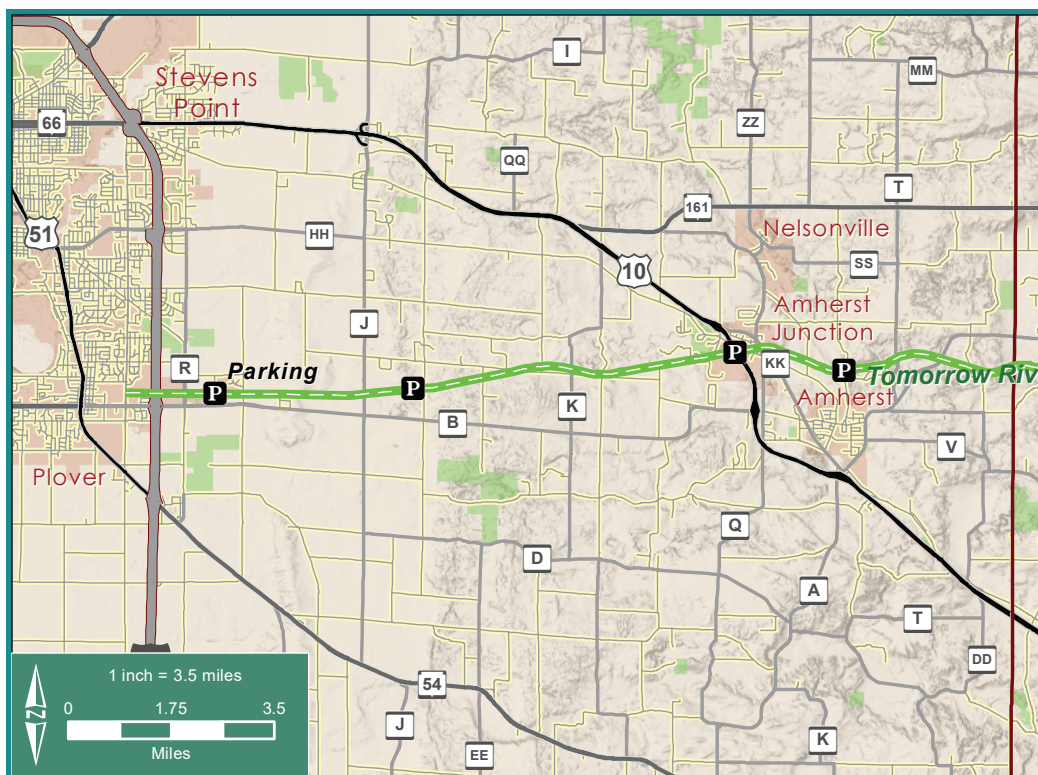 I
MM
Stevens
Point
66
ZZ
QQ
T
161
Nelsonville
51
HH
SS
10
Amherst
Junction
J
R
Parking
P
P
P
P
KK
Tomorrow Riv
Amherst
K
B
V
Plover
Q
D
A
T
DD
1 inch = 3.5 miles
0 1.75 3.5
Miles
N
54
J
EE
K